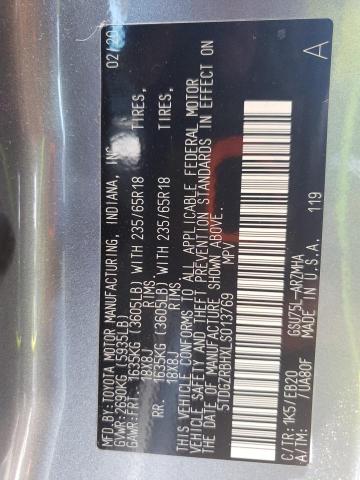 MFD.BY:TOYOTA MOTOR MANUFACTURING, INDIANA, INC. 02/20
GVWR:2690KG (5935LB)
GAWR:FRT. 1635KG (3605LB) WITH 235/65R18 TIRES,
18X8J RIMS,
RR. 1635KG (3605LB) WITH 235/65R18 TIRES,
18X8J RIMS,
THIS VEHICLE CONFORMS TO ALL APPLICABLE FEDERAL MOTOR
VEHICLE SAFETY AND THEFT PREVENTION STANDARDS IN EFFECT ON
THE DATE OF MANUFACTURE SHOWN ABOVE.
5TDGZRBHXLS013769 MPV
A
119
C/TR:1K5/EB20 GSU75L-ARZMHA
A/TM: /UA80F MADE IN U.S.A.